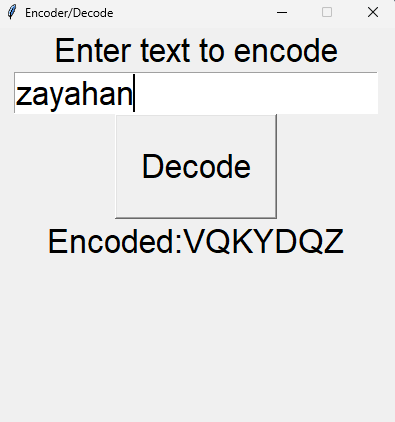 Encoder/Decode
Enter text to encode
zayahan
Decode
Encoded:VQKYDQZ